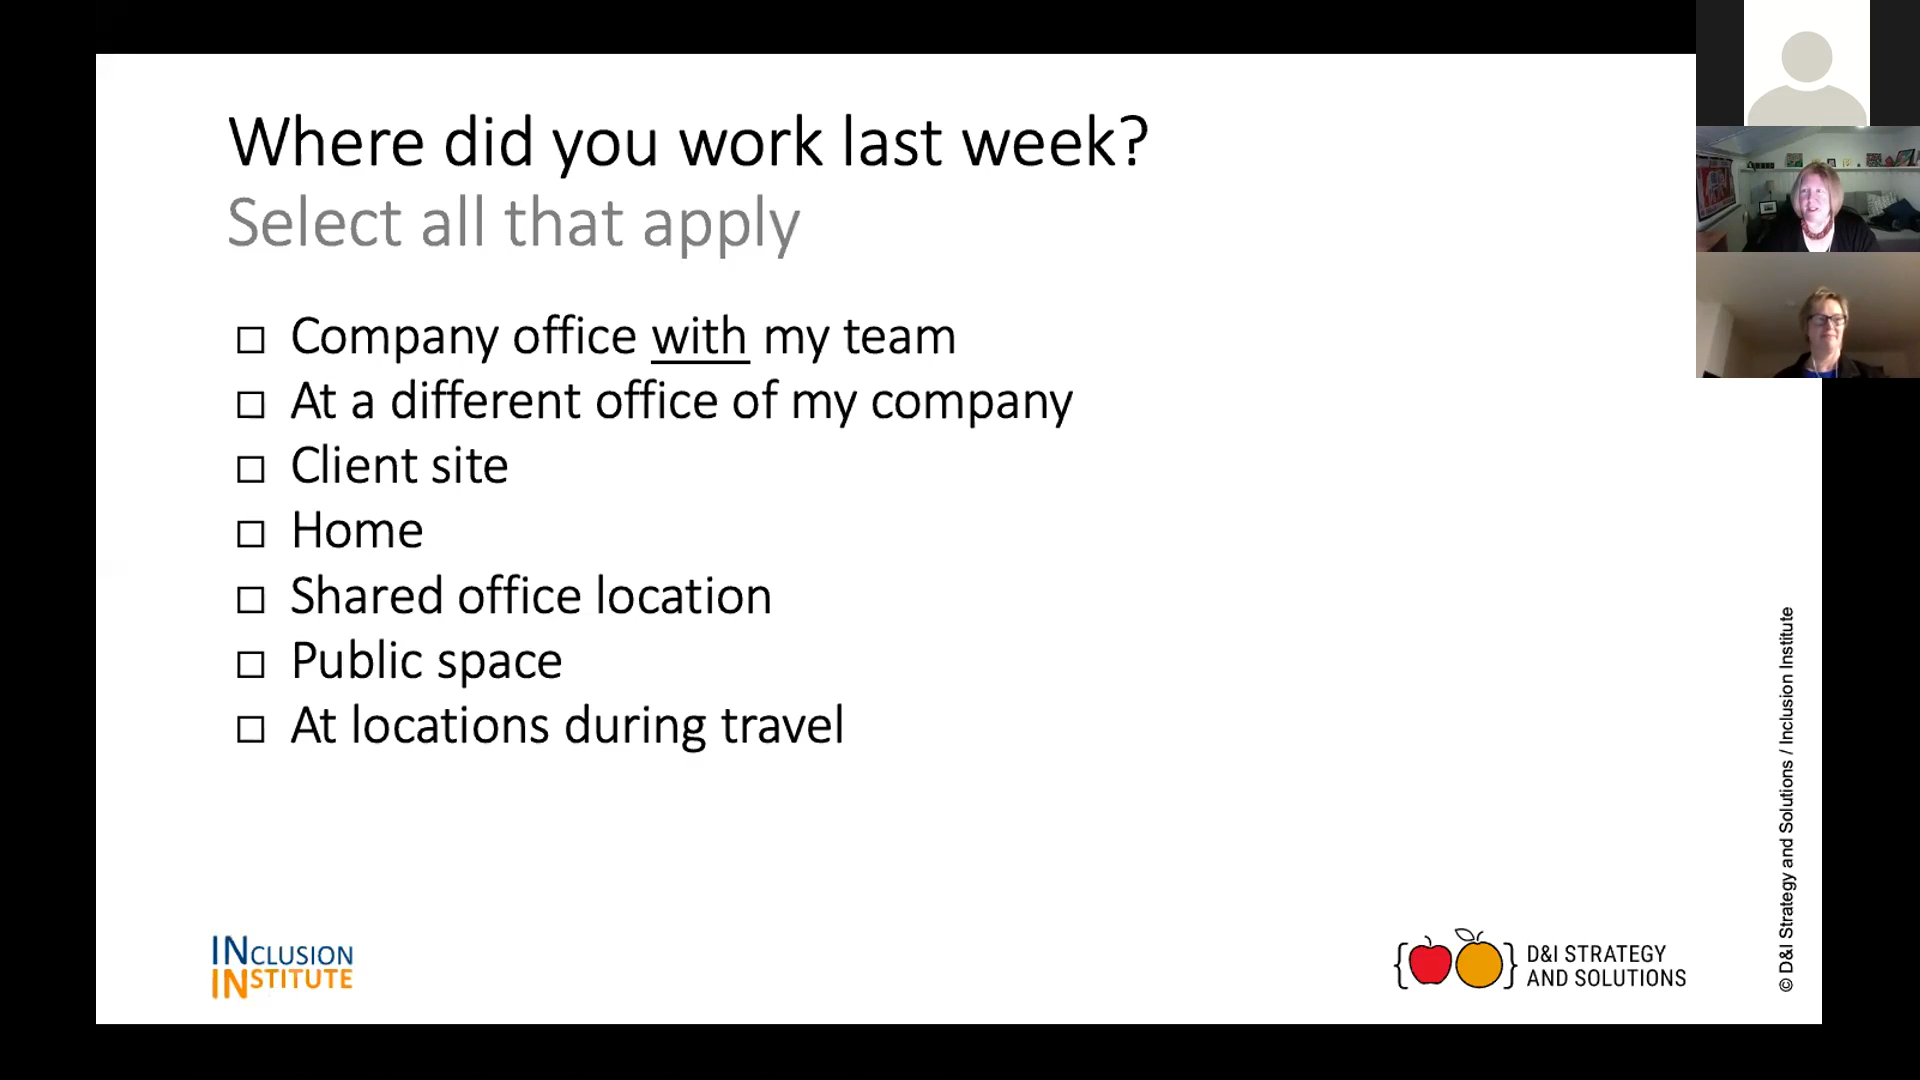 Where did you work last week?
Select all that apply
□ Company office with my team
□ At a different office of my company
□ Client site
□ Home
□ Shared office location
□ Public space
□ At locations during travel
INCLUSION
INSTITUTE
D&I STRATEGY
AND SOLUTIONS
© D&I Strategy and Solutions / Inclusion Institute